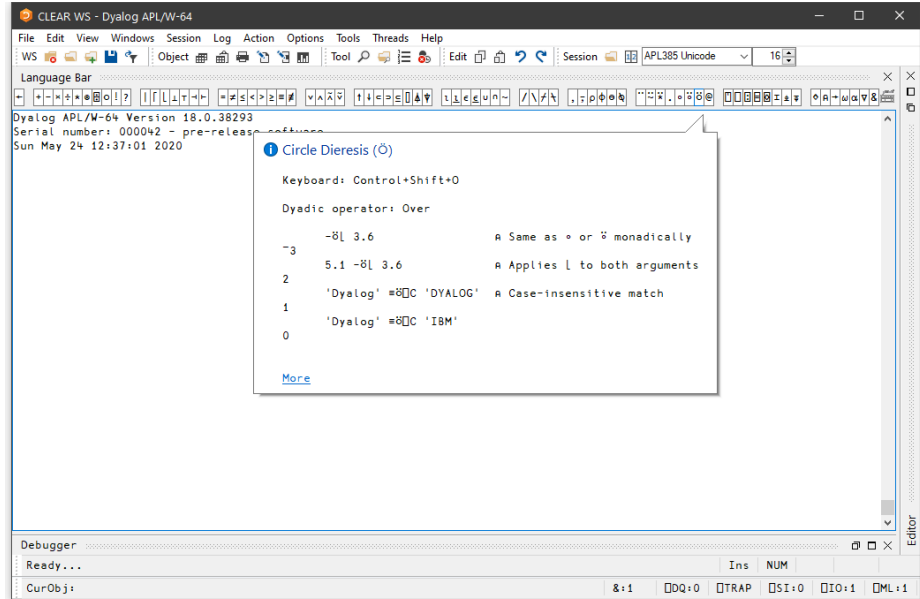 CLEAR WS - Dyalog APL/W-64
File Edit View Windows Session Log Action Options Tools Threads Help
WS Object Tool Edit Session APL385 Unicode 16
Language Bar
← + - × ÷ * ⍟ ⌹ ○ ! ? | ⌈ ⌊ ⊥ ⊤ ⊣ ⊢ = ≠ ≤ < > ≥ ≡ ≢ ∨ ∧ ⍲ ⍱ ↑ ↓ ⊂ ⊃ ⊆ ⌷ ⍋ ⍒ ⍳ ⍸ ∊ ⍷ ∪ ∩ ~ / \ ⌿ ⍀ , ⍪ ⍴ ⌽ ⊖ ⍉ ¨ ⍨ ⍣ . ∘ ⍤ ⍥ @ ⍞ ⎕ ⍠ ⌸ ⌺ ⌶ ⍎ ⍕ ⋄ ⍝ → ⍵ ⍺ ∇ &
Dyalog APL/W-64 Version 18.0.38293
Serial number: 000042 - pre-release software
Sun May 24 12:37:01 2020
Circle Dieresis (⍥)
Keyboard: Control+Shift+O
Dyadic operator: Over
-⍥⌊ 3.6 ⍝ Same as ∘ or ⍤ monadically
¯3
5.1 -⍥⌊ 3.6 ⍝ Applies ⌊ to both arguments
2
'Dyalog' ≡⍥⎕C 'DYALOG' ⍝ Case-insensitive match
1
'Dyalog' ≡⍥⎕C 'IBM'
0
More
Editor
Debugger
Ready... Ins NUM
CurObj: &:1 ⎕DQ:0 ⎕TRAP ⎕SI:0 ⎕IO:1 ⎕ML:1